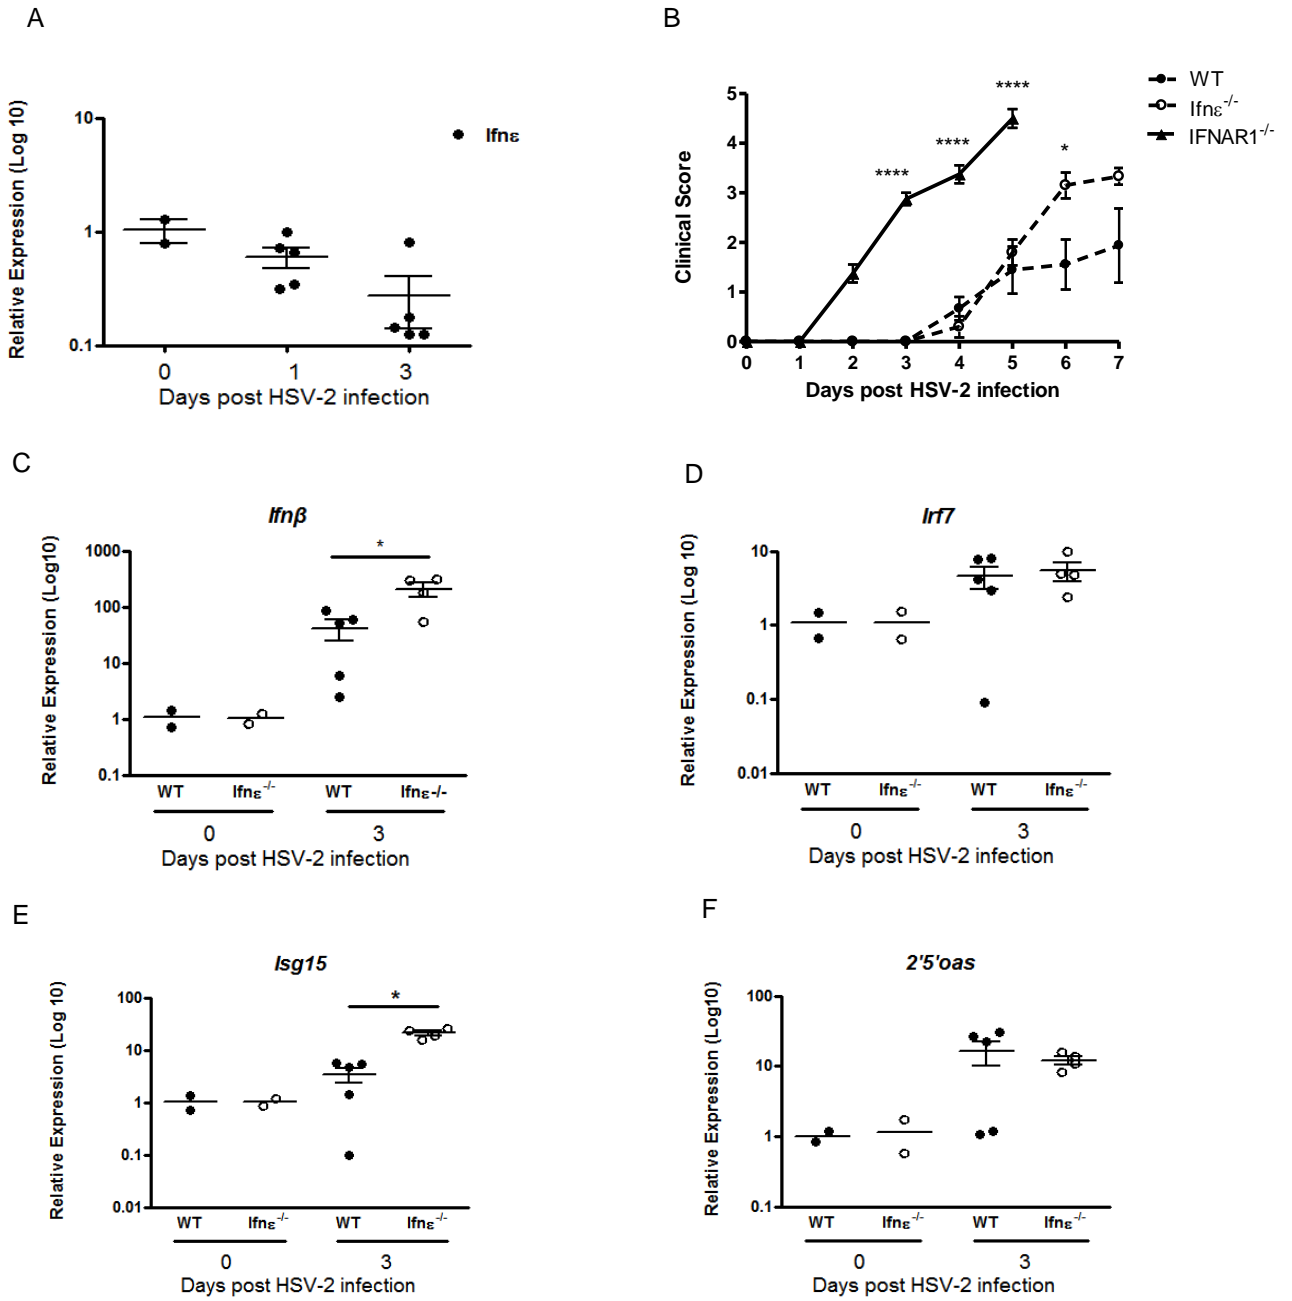 A
Relative Expression (Log 10)
10
1
0.1
Ifnε
0
1
3
Days post HSV-2 infection
B
Clinical Score
5
4
3
2
1
0
****
****
****
*
WT
Ifnε-/-
IFNAR1-/-
0 1 2 3 4 5 6 7
Days post HSV-2 infection
C
Ifnβ
Relative Expression (Log10)
1000
100
10
1
0.1
*
WT Ifnε-/- WT Ifnε-/-
0 3
Days post HSV-2 infection
D
Irf7
Relative Expression (Log 10)
10
1
0.1
0.01
WT Ifnε-/- WT Ifnε-/-
0 3
Days post HSV-2 infection
E
Isg15
Relative Expression (Log 10)
100
10
1
0.1
0.01
*
WT Ifnε-/- WT Ifnε-/-
0 3
Days post HSV-2 infection
F
2'5'oas
Relative Expression (Log10)
100
10
1
0.1
WT Ifnε-/- WT Ifnε-/-
0 3
Days post HSV-2 infection